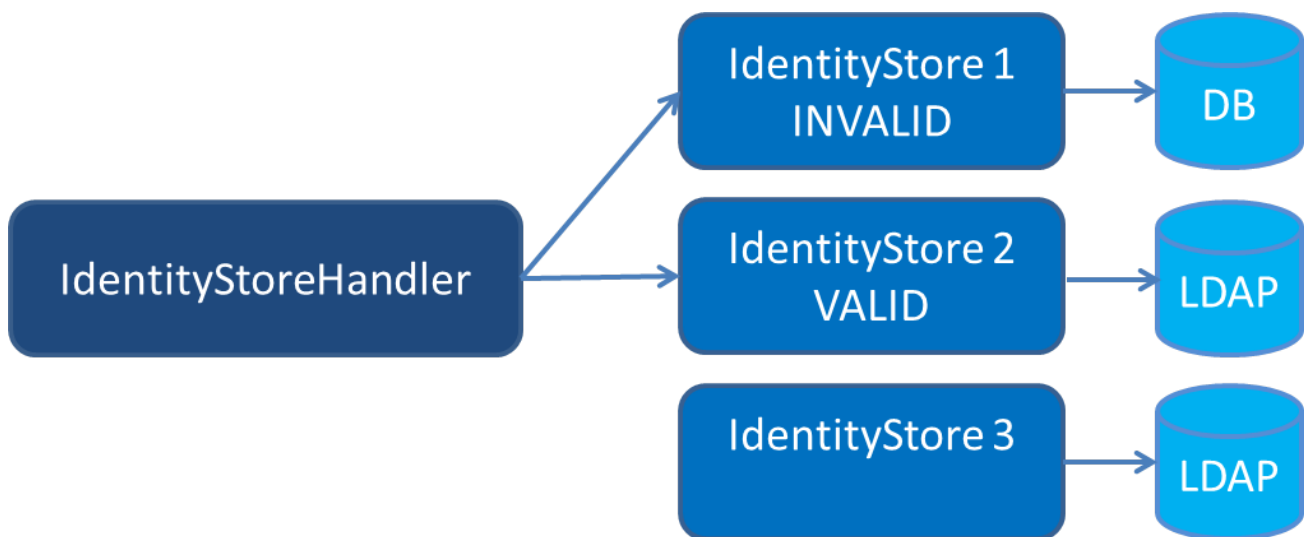 IdentityStoreHandler
IdentityStore 1
INVALID
DB
IdentityStore 2
VALID
LDAP
IdentityStore 3
LDAP